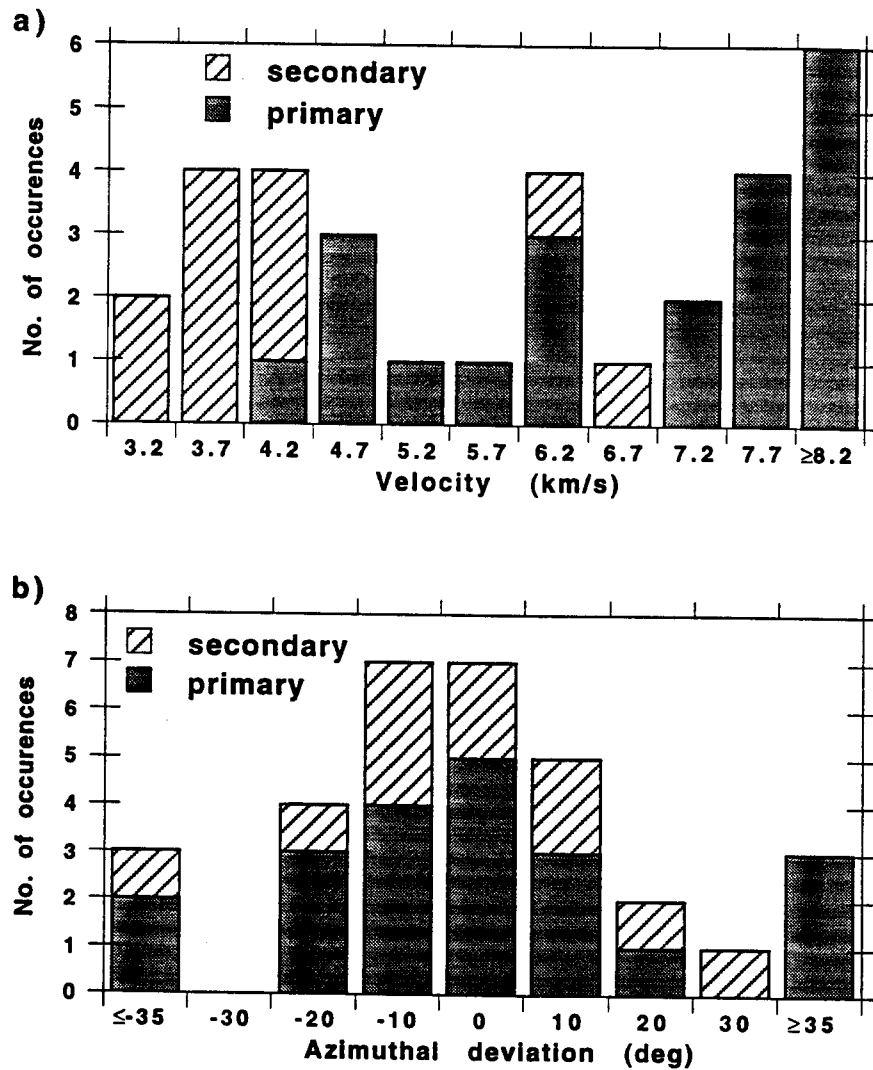 a)
6
5
4
3
2
1
0
No. of occurences
secondary
primary
3.2 3.7 4.2 4.7 5.2 5.7 6.2 6.7 7.2 7.7 ≥8.2
Velocity (km/s)
b)
8
7
6
5
4
3
2
1
0
No. of occurences
secondary
primary
≤-35 -30 -20 -10 0 10 20 30 ≥35
Azimuthal deviation (deg)